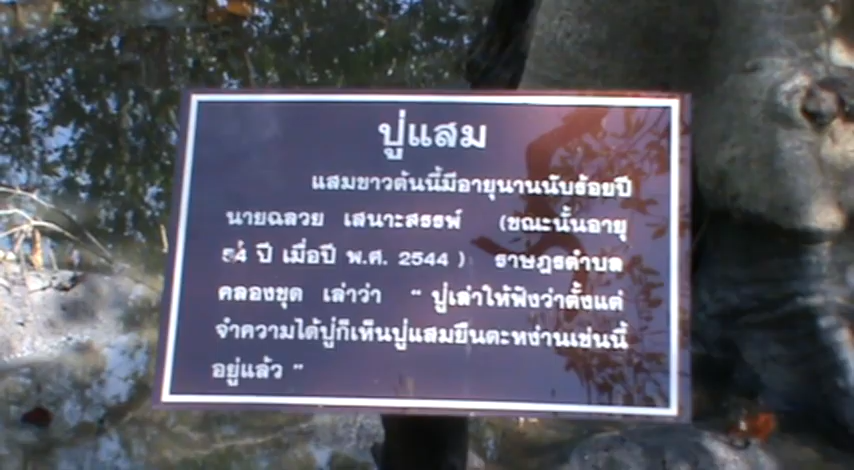 ปู่แสม
แสมขาวต้นนี้มีอายุนานนับร้อยปี
นายฉลวย เสนาะสรรพ์ (ขณะนั้นอายุ
54 ปี เมื่อปี พ.ศ. 2544 ) ราษฎรตำบล
คลองขุด เล่าว่า “ ปู่เล่าให้ฟังว่าตั้งแต่
จำความได้ปู่ก็เห็นปู่แสมยืนตะหง่านเช่นนี้
อยู่แล้ว ”